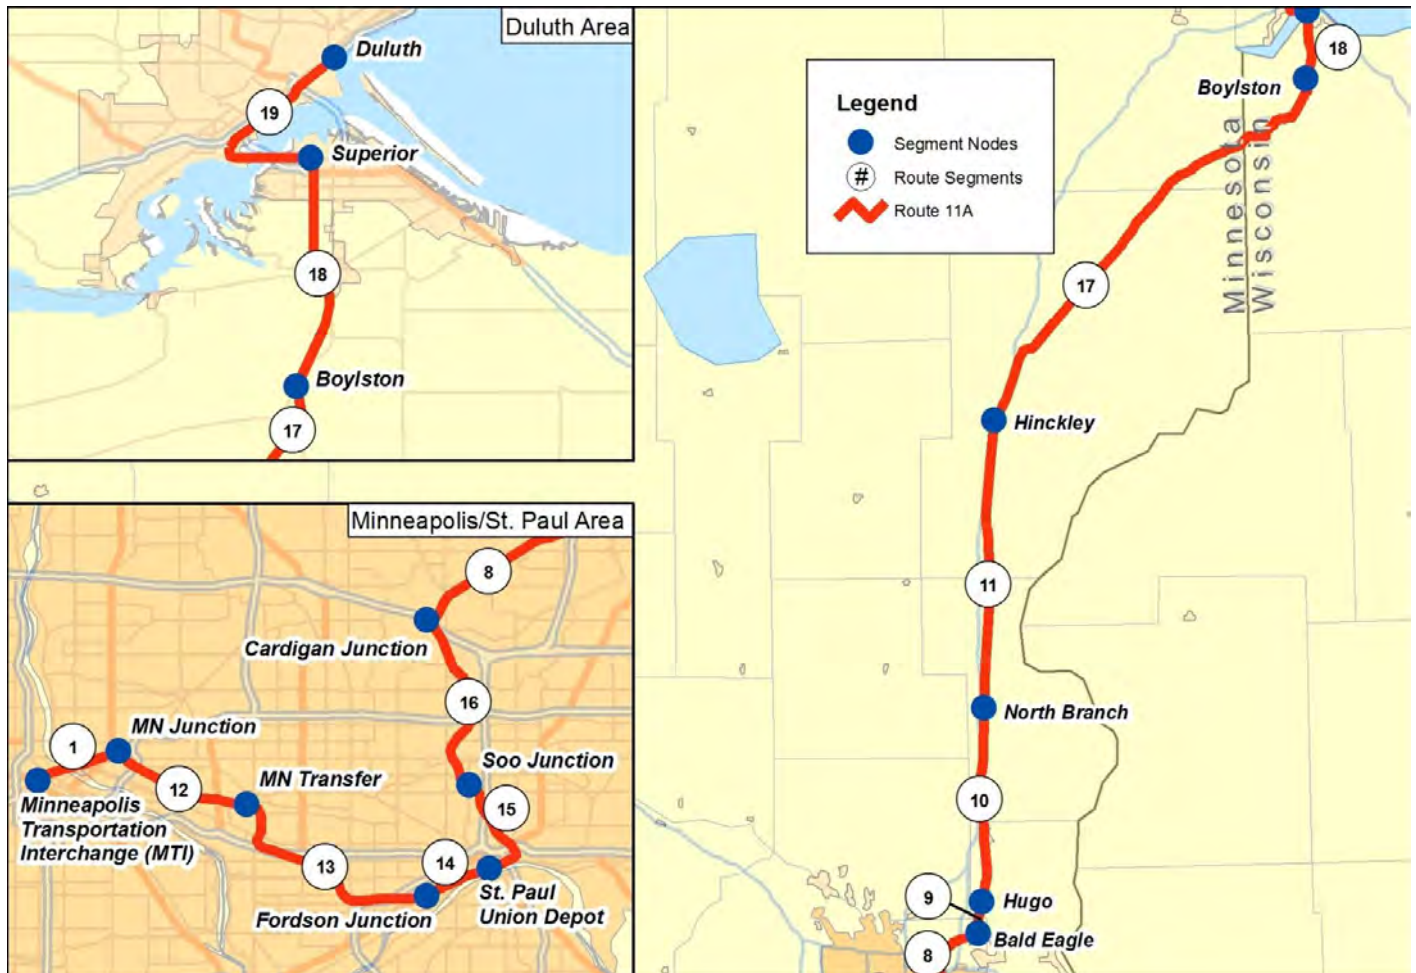 Duluth Area
Duluth
19
Superior
18
Boylston
17
Minneapolis/St. Paul Area
8
Cardigan Junction
16
MN Junction
1
Soo Junction
MN Transfer
12
15
Minneapolis
Transportation
Interchange (MTI)
13
14
Fordson Junction
St. Paul
Union Depot
Legend
Segment Nodes
# Route Segments
Route 11A
18
Boylston
Minnesota
Wisconsin
17
Hinckley
11
North Branch
10
9
Hugo
Bald Eagle
8